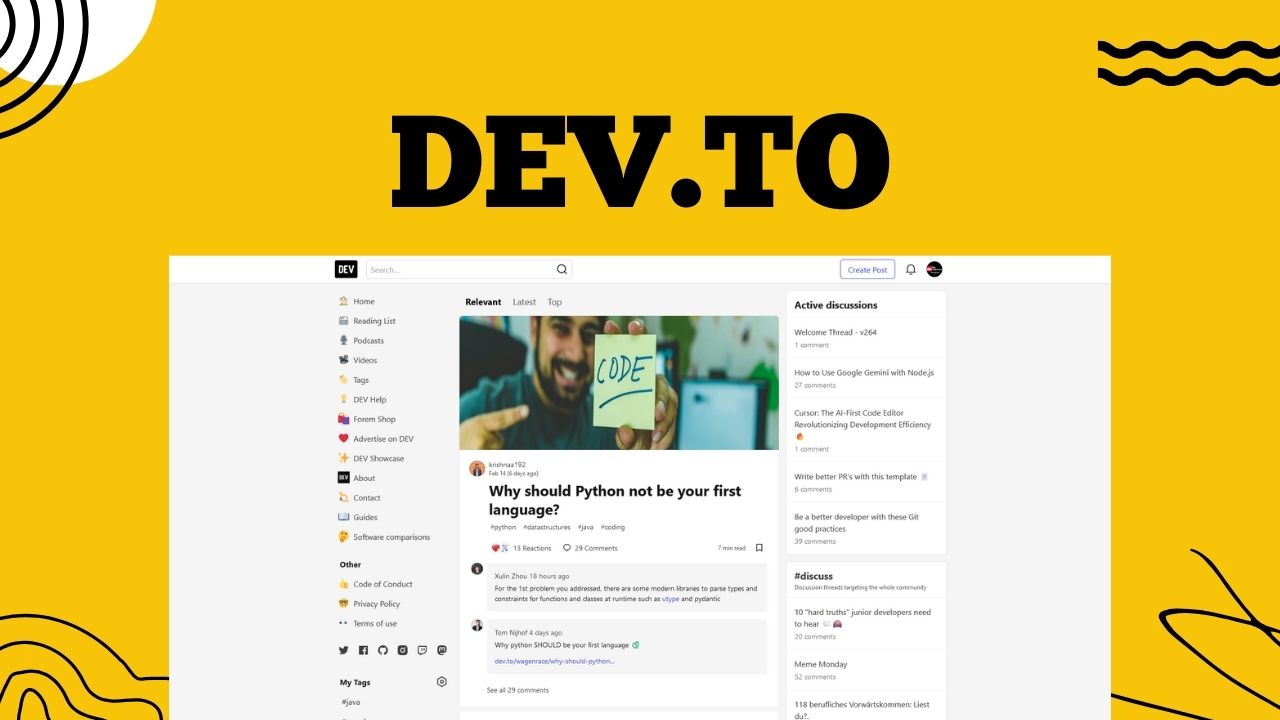 DEV.TO
DEV
Search...
Create Post
Home
Reading List
Podcasts
Videos
Tags
DEV Help
Forem Shop
Advertise on DEV
DEV Showcase
DEV
About
Contact
Guides
Software comparisons
Other
Code of Conduct
Privacy Policy
Terms of use
My Tags
#java
Relevant Latest Top
CODE
krishnaa192
Feb 14 (6 days ago)
Why should Python not be your first
language?
#python #datastructures #java #coding
13 Reactions 29 Comments 7 min read
Xulin Zhou 18 hours ago
For the 1st problem you addressed, there are some modern libraries to parse types and
constraints for functions and classes at runtime such as utype and pydantic
Tom Nijhof 4 days ago
Why python SHOULD be your first language
dev.to/wagenrace/why-should-python...
See all 29 comments
Active discussions
Welcome Thread - v264
1 comment
How to Use Google Gemini with Node.js
27 comments
Cursor: The AI-First Code Editor
Revolutionizing Development Efficiency
🔥
1 comment
Write better PR's with this template
6 comments
Be a better developer with these Git
good practices
39 comments
#discuss
Discussion threads targeting the whole community
10 "hard truths" junior developers need
to hear
20 comments
Meme Monday
52 comments
118 berufliches Vorwärtskommen: Liest
du?.